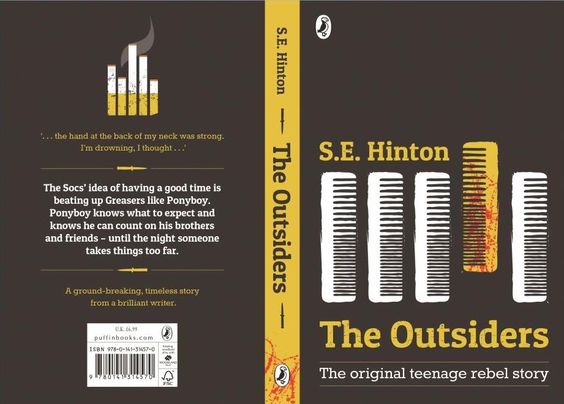 '. . . the hand at the back of my neck was strong.
I'm drowning, I thought . . .'
The Socs' idea of having a good time is
beating up Greasers like Ponyboy.
Ponyboy knows what to expect and
knows he can count on his brothers
and friends – until the night someone
takes things too far.
A ground-breaking, timeless story
from a brilliant writer.
U.K. £6.99
puffinbooks.com
ISBN 978-0-141-31457-0
9 780141 314570
FSC
S.E. Hinton
The Outsiders
S.E. Hinton
The Outsiders
The original teenage rebel story